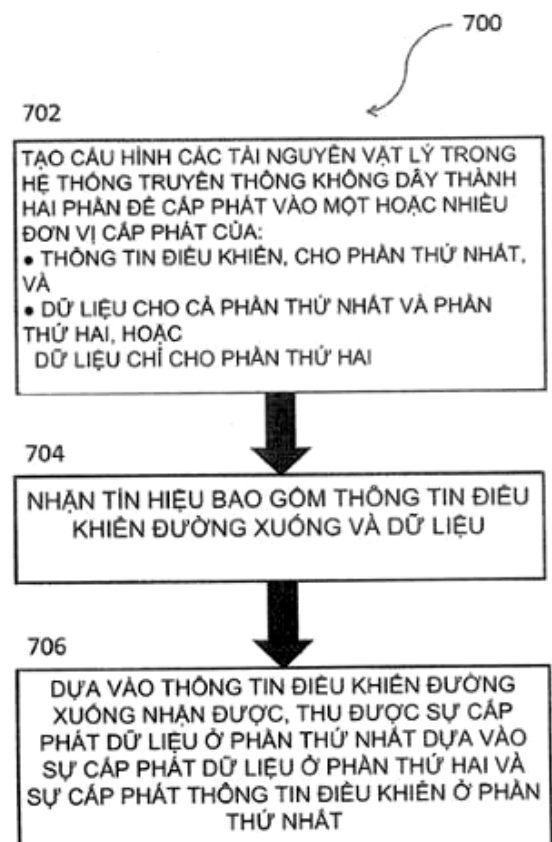 700
702
TẠO CẤU HÌNH CÁC TÀI NGUYÊN VẬT LÝ TRONG
HỆ THỐNG TRUYỀN THÔNG KHÔNG DÂY THÀNH
HAI PHẦN ĐỂ CẤP PHÁT VÀO MỘT HOẶC NHIỀU
ĐƠN VỊ CẤP PHÁT CỦA:
● THÔNG TIN ĐIỀU KHIỂN, CHO PHẦN THỨ NHẤT,
VÀ
● DỮ LIỆU CHO CẢ PHẦN THỨ NHẤT VÀ PHẦN
THỨ HAI, HOẶC
DỮ LIỆU CHỈ CHO PHẦN THỨ HAI
704
NHẬN TÍN HIỆU BAO GỒM THÔNG TIN ĐIỀU
KHIỂN ĐƯỜNG XUỐNG VÀ DỮ LIỆU
706
DỰA VÀO THÔNG TIN ĐIỀU KHIỂN ĐƯỜNG
XUỐNG NHẬN ĐƯỢC, THU ĐƯỢC SỰ CẤP
PHÁT DỮ LIỆU Ở PHẦN THỨ NHẤT DỰA VÀO
SỰ CẤP PHÁT DỮ LIỆU Ở PHẦN THỨ HAI VÀ
SỰ CẤP PHÁT THÔNG TIN ĐIỀU KHIỂN Ở PHẦN
THỨ NHẤT